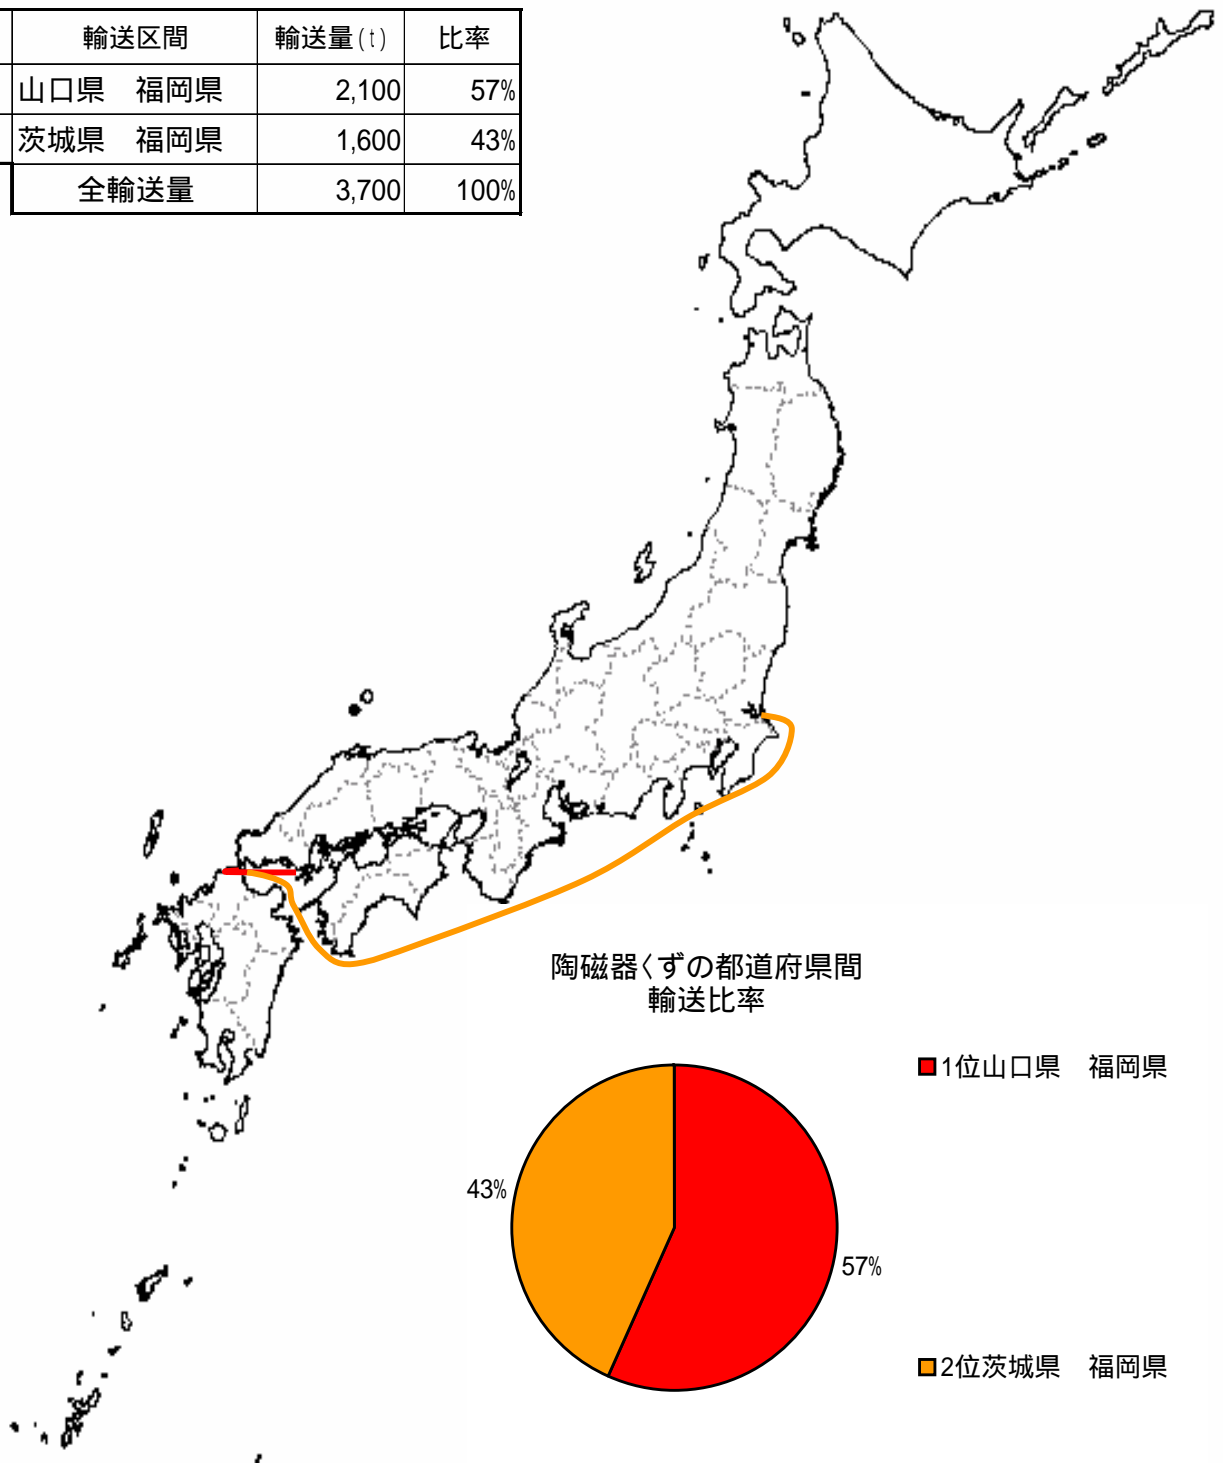 輸送区間 輸送量(t) 比率
山口県　福岡県 2,100 57%
茨城県　福岡県 1,600 43%
全輸送量 3,700 100%
陶磁器くずの都道府県間
輸送比率
1位山口県　福岡県
43%
57%
2位茨城県　福岡県